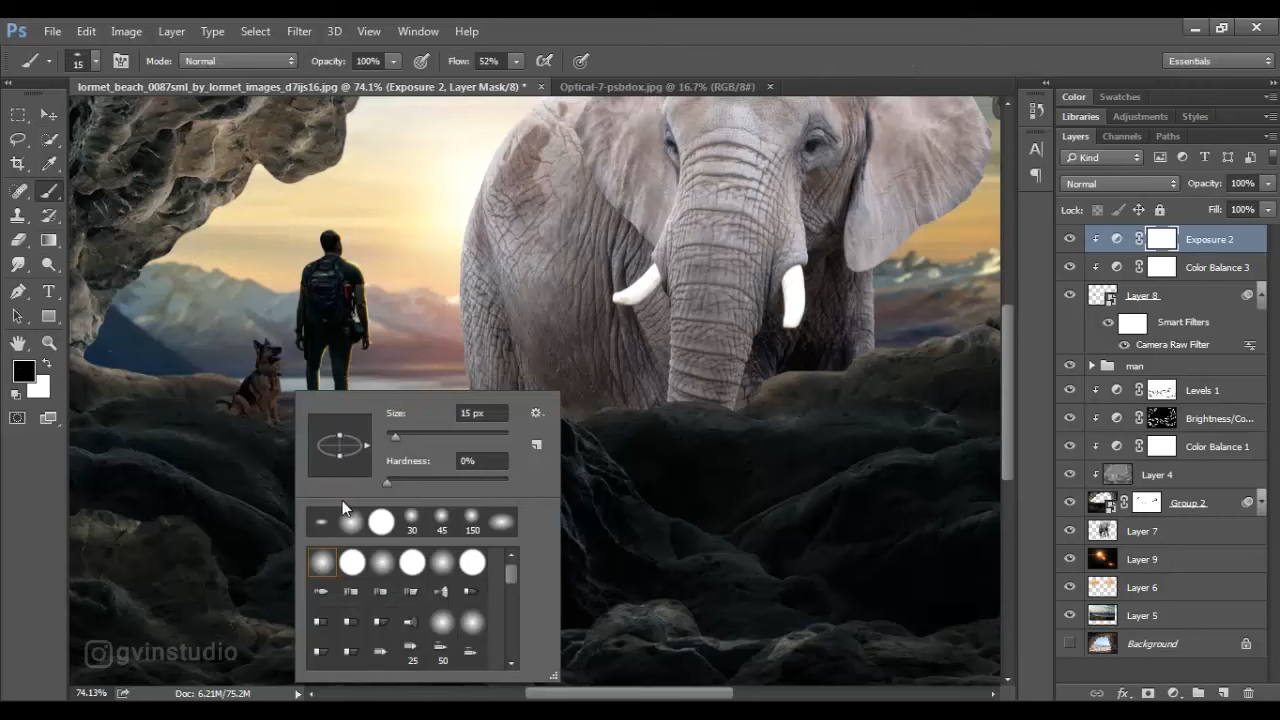 Ps File Edit Image Layer Type Select Filter 3D View Window Help
15 Mode: Normal Opacity: 100% Flow: 52% Essentials
lormet_beach_0087sml_by_lormet_images_d7ijs16.jpg @ 74.1% (Exposure 2, Layer Mask/8) * Optical-7-psbdox.jpg @ 16.7% (RGB/8#)
Color Swatches
Libraries Adjustments Styles
Layers Channels Paths
Kind
Normal Opacity: 100%
Lock: Fill: 100%
Exposure 2
Color Balance 3
Layer 8
Smart Filters
Camera Raw Filter
man
Levels 1
Brightness/Co...
Color Balance 1
Layer 4
Group 2
Layer 7
Layer 9
Layer 6
Layer 5
Background
Size: 15 px
Hardness: 0%
30 45 150
25 50
gvinstudio
74.13% Doc: 6.21M/75.2M